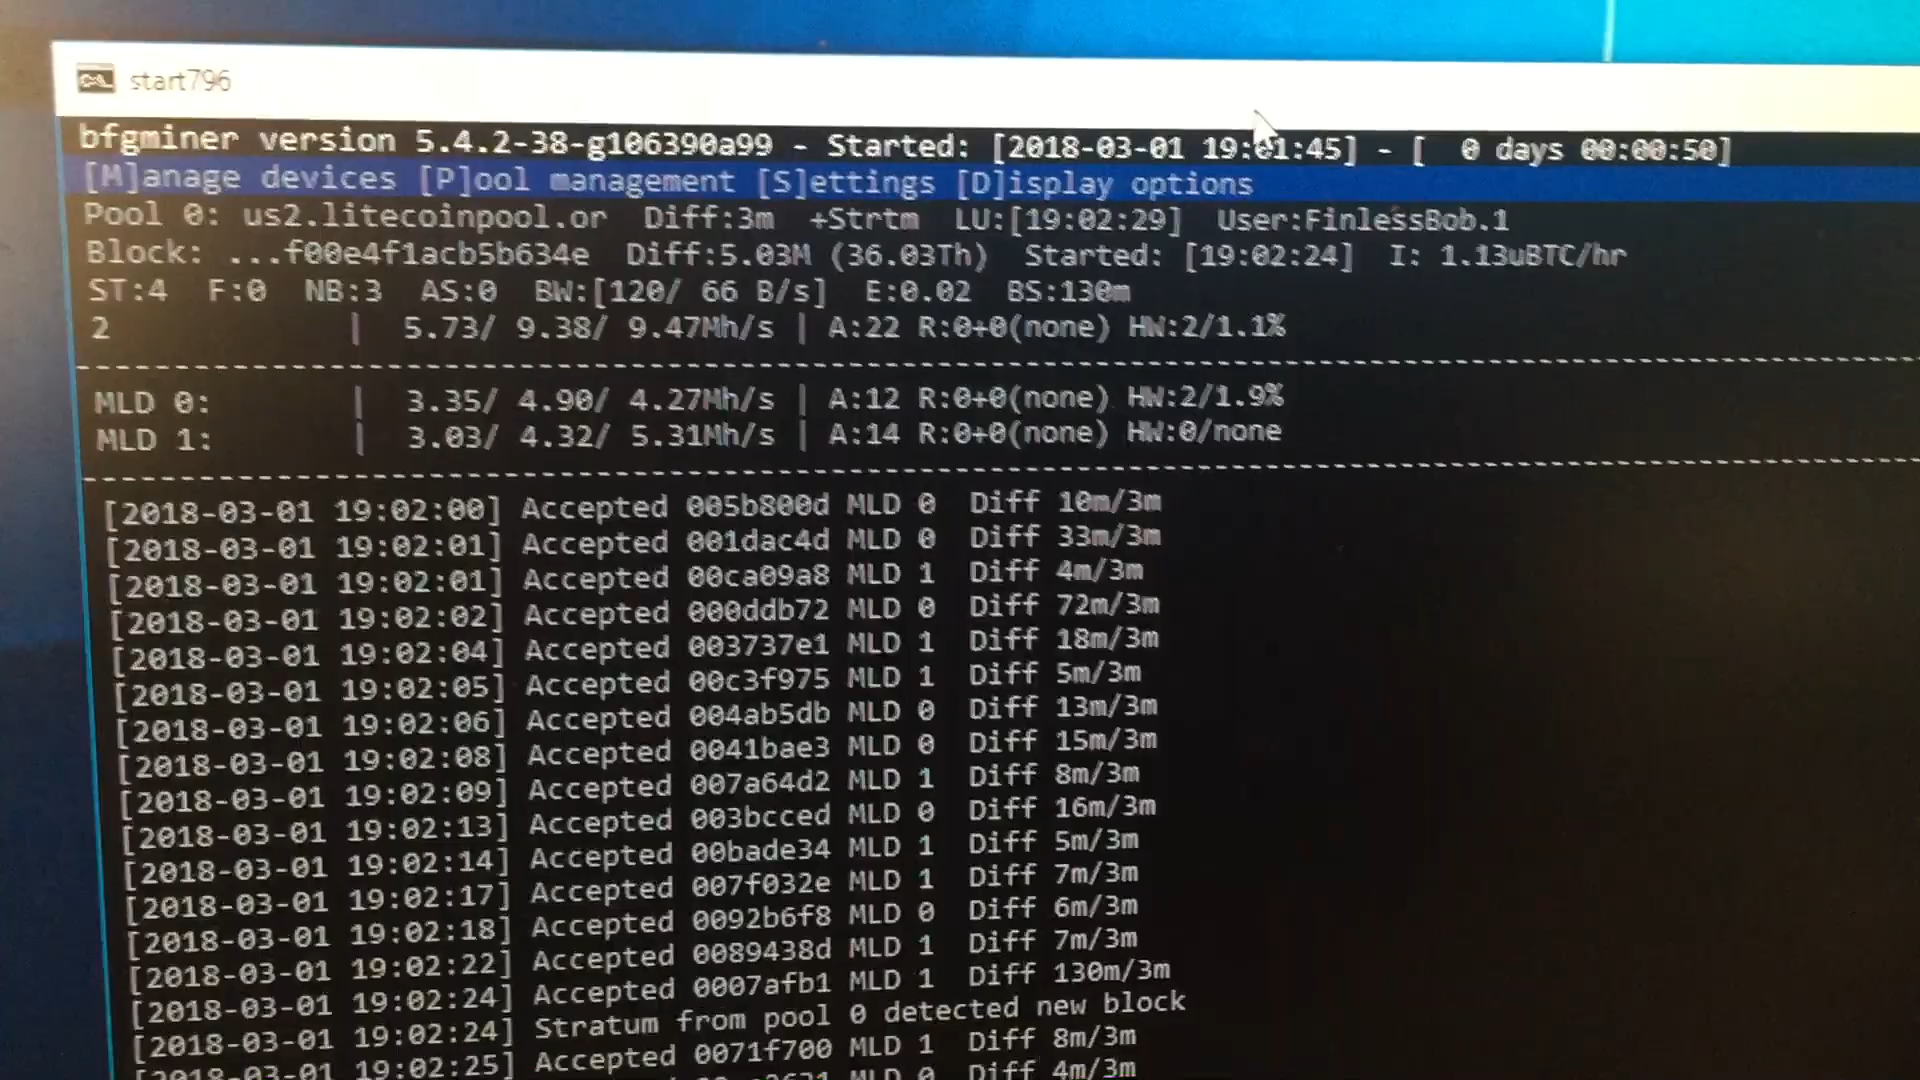 start796
bfgminer version 5.4.2-38-g106390a99 - Started: [2018-03-01 19:01:45] - [  0 days 00:00:50]
[M]anage devices [P]ool management [S]ettings [D]isplay options
Pool 0: us2.litecoinpool.or  Diff:3m  +Strtm  LU:[19:02:29]  User:FinlessBob.1
Block: ...f00e4f1acb5b634e  Diff:5.03M (36.03Th)  Started: [19:02:24]  I: 1.13uBTC/hr
ST:4  F:0  NB:3  AS:0  BW:[120/ 66 B/s]  E:0.02  BS:130m
2 | 5.73/ 9.38/ 9.47Mh/s | A:22 R:0+0(none) HW:2/1.1%
MLD 0: | 3.35/ 4.90/ 4.27Mh/s | A:12 R:0+0(none) HW:2/1.9%
MLD 1: | 3.03/ 4.32/ 5.31Mh/s | A:14 R:0+0(none) HW:0/none
[2018-03-01 19:02:00] Accepted 005b800d MLD 0  Diff 10m/3m
[2018-03-01 19:02:01] Accepted 001dac4d MLD 0  Diff 33m/3m
[2018-03-01 19:02:01] Accepted 00ca09a8 MLD 1  Diff 4m/3m
[2018-03-01 19:02:02] Accepted 000ddb72 MLD 0  Diff 72m/3m
[2018-03-01 19:02:04] Accepted 003737e1 MLD 1  Diff 18m/3m
[2018-03-01 19:02:05] Accepted 00c3f975 MLD 1  Diff 5m/3m
[2018-03-01 19:02:06] Accepted 004ab5db MLD 0  Diff 13m/3m
[2018-03-01 19:02:08] Accepted 0041bae3 MLD 0  Diff 15m/3m
[2018-03-01 19:02:09] Accepted 007a64d2 MLD 1  Diff 8m/3m
[2018-03-01 19:02:13] Accepted 003bcced MLD 0  Diff 16m/3m
[2018-03-01 19:02:14] Accepted 00bade34 MLD 1  Diff 5m/3m
[2018-03-01 19:02:17] Accepted 007f032e MLD 1  Diff 7m/3m
[2018-03-01 19:02:18] Accepted 0092b6f8 MLD 0  Diff 6m/3m
[2018-03-01 19:02:22] Accepted 0089438d MLD 1  Diff 7m/3m
[2018-03-01 19:02:24] Accepted 0007afb1 MLD 1  Diff 130m/3m
[2018-03-01 19:02:24] Stratum from pool 0 detected new block
[2018-03-01 19:02:25] Accepted 0071f700 MLD 1  Diff 8m/3m
MLD 0  Diff 4m/3m